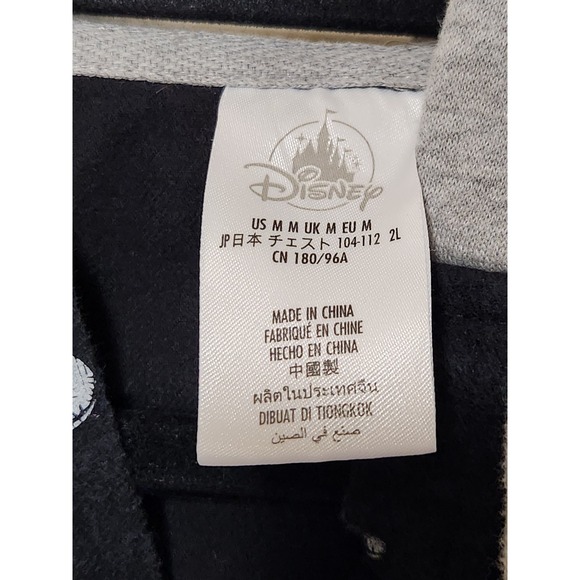 Disney
US M M UK M EU M
JP日本 チェスト 104-112 2L
CN 180/96A
MADE IN CHINA
FABRIQUÉ EN CHINE
HECHO EN CHINA
中國製
ผลิตในประเทศจีน
DIBUAT DI TIONGKOK
صنع في الصين